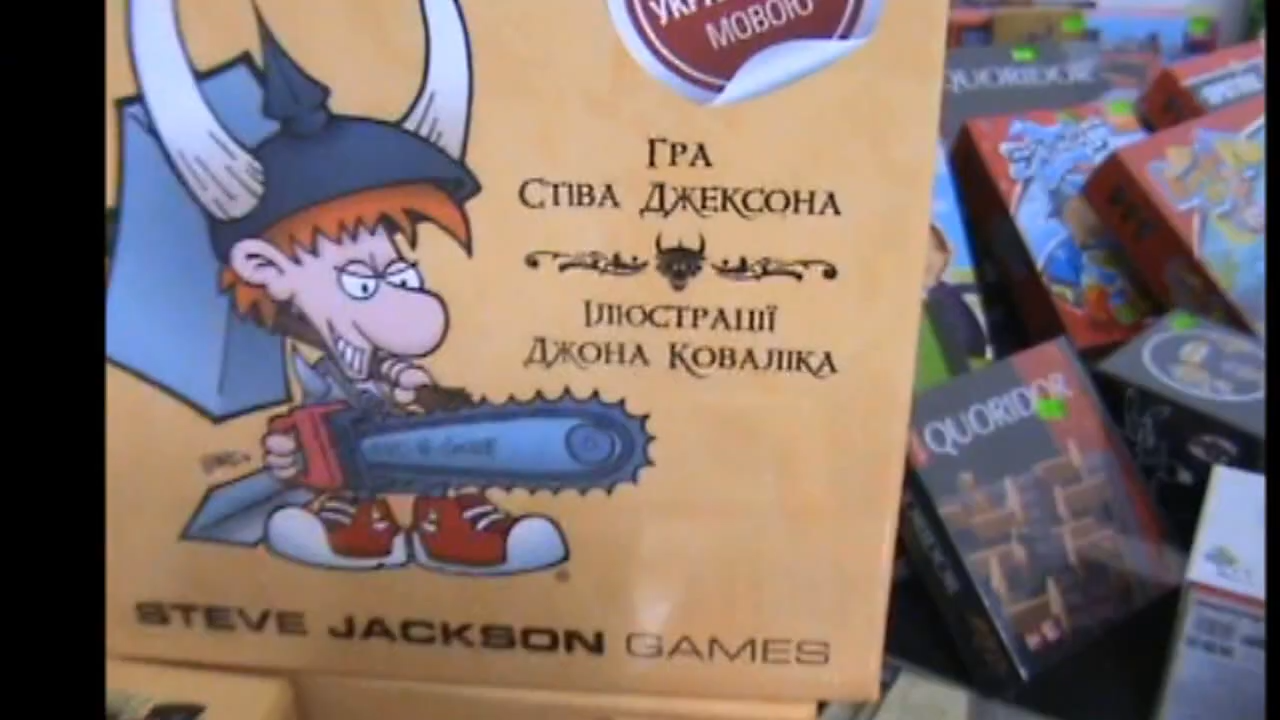 МОВОЮ
ГРА
СТІВА ДЖЕКСОНА
ІЛЮСТРАЦІЇ
ДЖОНА КОВАЛІКА
STEVE JACKSON GAMES
QUORIDOR
QUORIDOR